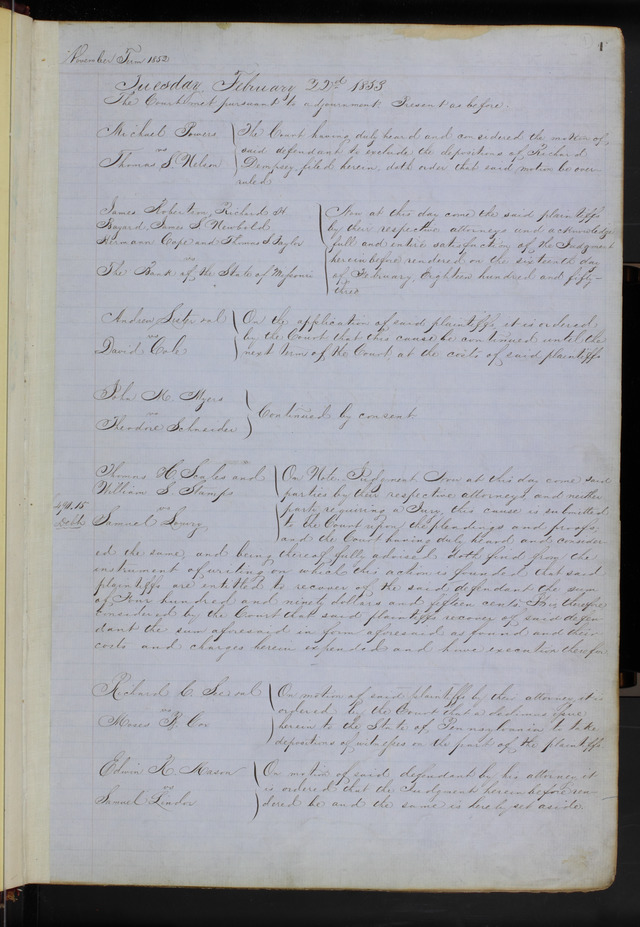 November Term 1852
1
Tuesday February 22nd 1853
The Court met pursuant to adjournment. Present as before.
Michael Powers
vs
Thomas S. Nelson
The Court having duly heard and considered the motion of
said defendant to exclude the depositions of Richard
Dempsey filed herein, doth order that said motion be over-
ruled
James Robertson, Richard H.
Bayard, James S. Newbold,
Hermann Cope and Thomas S. Taylor
vs
The Bank of the State of Missouri
Now at this day come the said plaintiffs
by their respective attorneys and acknowledge
full and entire satisfaction of the Judgment
hereinbefore rendered on the sixteenth day
of February, Eighteen hundred and fifty-
three
Andrew et al
vs
David Cole
On the application of said plaintiffs, it is ordered
by the Court that this cause be continued until the
next term of the Court, at the costs of said plaintiffs
John M. Myers
vs
Theodore Schneider
Continued by consent
Thomas C. and
William S. Stamps
vs
Samuel Lowry
On Note, Judgment. Now at this day come said
parties by their respective attorneys and neither
party requiring a Jury, this cause is submitted
to the Court upon the pleadings and proofs
and the Court having duly heard and consider-
490.15
Debt
ed the same, and being thereof fully advised doth find from the
instrument of writing on which this action is founded that said
plaintiffs are entitled to recover of the said defendant the sum
of Four hundred and ninety dollars and fifteen cents. It is therefore
Considered by the Court that said plaintiffs recover of said defen-
dant the sum aforesaid in form aforesaid as found and their
costs and charges herein expended and have execution therefor
Richard C. et al
vs
Moses B. Cox
On motion of said plaintiffs by their attorney, it is
ordered by the Court that a dedimus issue
herein to the State of Pennsylvania to take
depositions of witnesses on the part of the plaintiffs
Edwin K. Mason
vs
Samuel
On motion of said defendant by his attorney it
is ordered that the Judgment herein before ren-
dered be and the same is hereby set aside